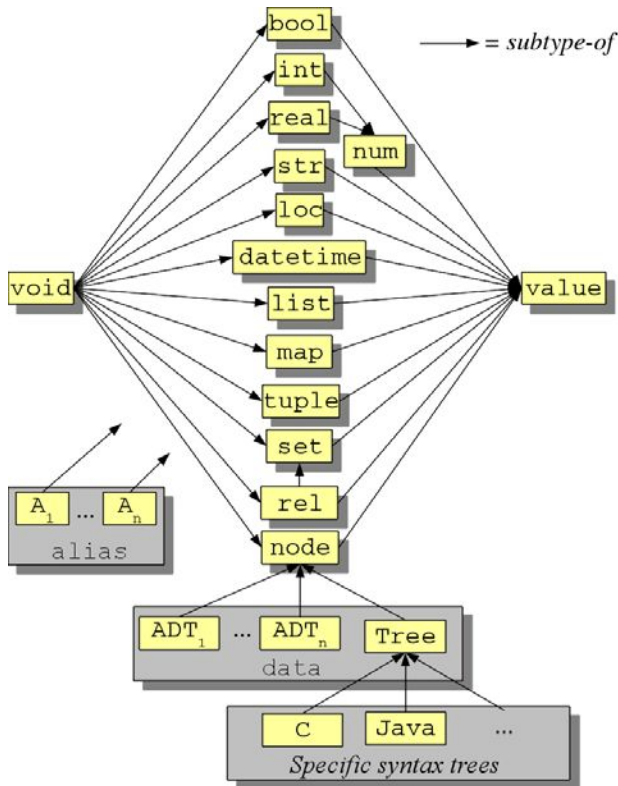 bool
= subtype-of
int
real
num
str
loc
datetime
void
value
list
map
tuple
set
A1 ... An
rel
alias
node
ADT1 ... ADTn Tree
data
C Java ...
Specific syntax trees